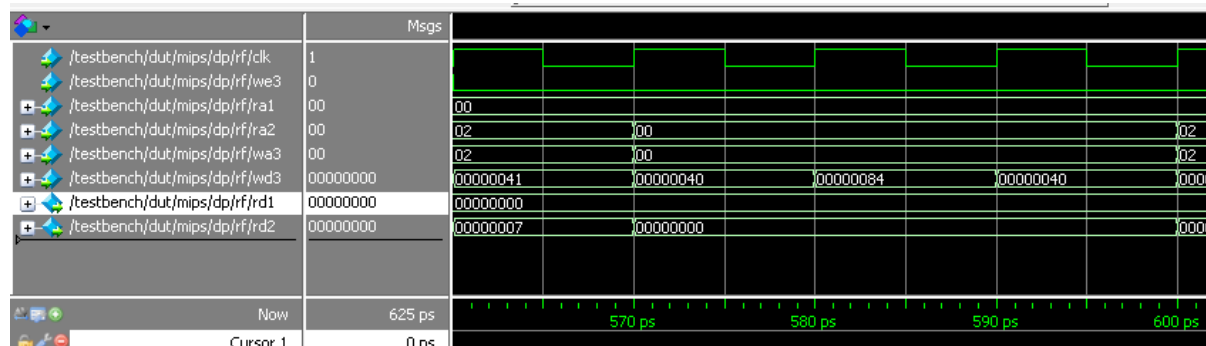 Msgs
/testbench/dut/mips/dp/rf/clk 1
/testbench/dut/mips/dp/rf/we3 0
/testbench/dut/mips/dp/rf/ra1 00 00
/testbench/dut/mips/dp/rf/ra2 00 02 00 02
/testbench/dut/mips/dp/rf/wa3 00 02 00 02
/testbench/dut/mips/dp/rf/wd3 00000000 00000041 00000040 00000084 00000040 000
/testbench/dut/mips/dp/rf/rd1 00000000 00000000
/testbench/dut/mips/dp/rf/rd2 00000000 00000007 00000000 000
Now 625 ps 570 ps 580 ps 590 ps 600 ps
Cursor 1 0 ps